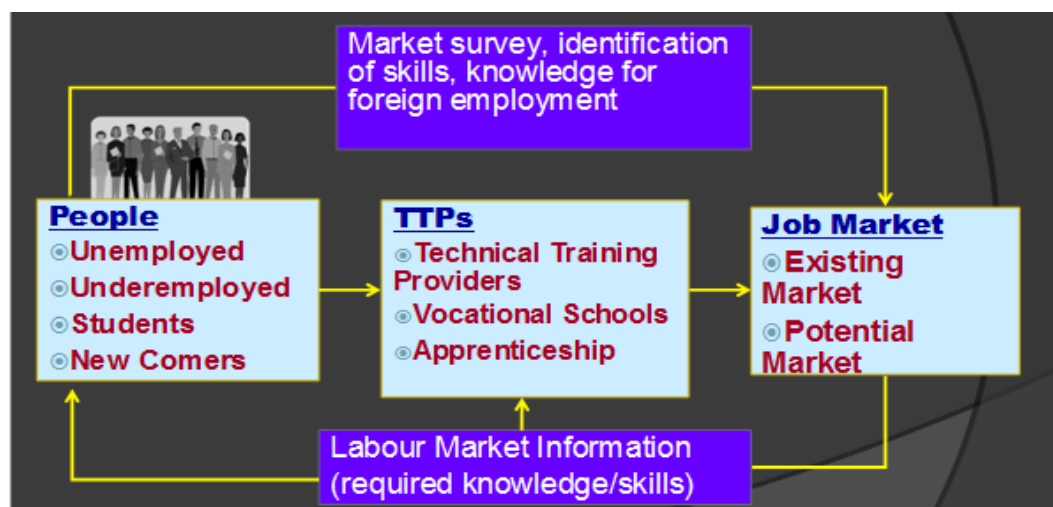 Market survey, identification
of skills, knowledge for
foreign employment
People
Unemployed
Underemployed
Students
New Comers
TTPs
Technical Training
Providers
Vocational Schools
Apprenticeship
Job Market
Existing
Market
Potential
Market
Labour Market Information
(required knowledge/skills)